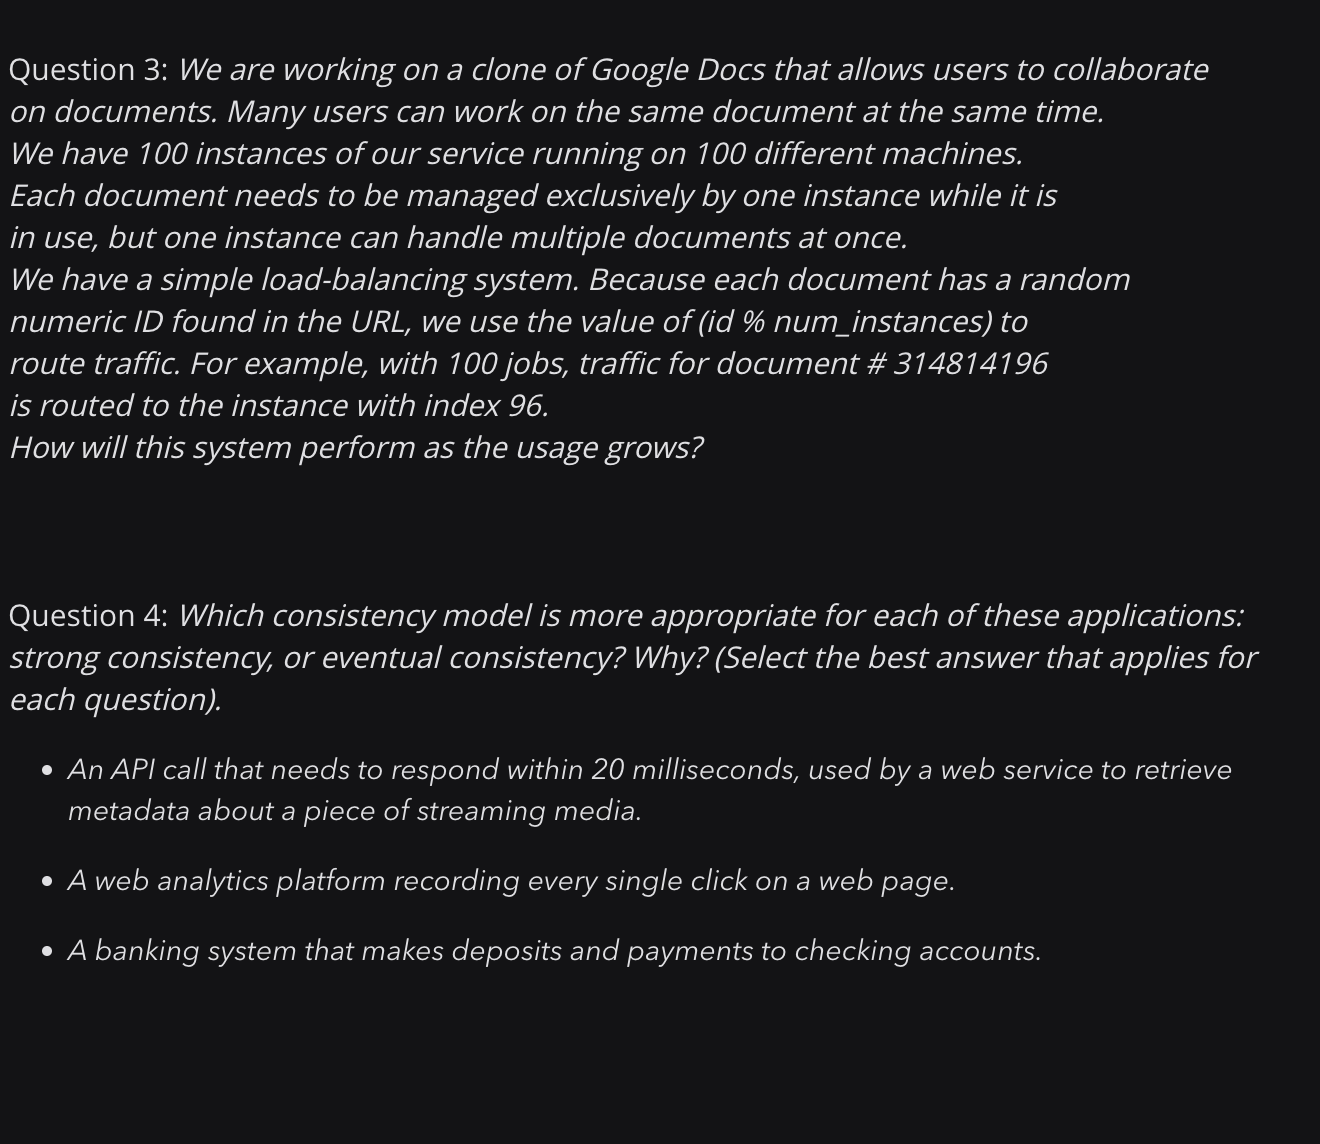 Question 3: We are working on a clone of Google Docs that allows users to collaborate
on documents. Many users can work on the same document at the same time.
We have 100 instances of our service running on 100 different machines.
Each document needs to be managed exclusively by one instance while it is
in use, but one instance can handle multiple documents at once.
We have a simple load-balancing system. Because each document has a random
numeric ID found in the URL, we use the value of (id % num_instances) to
route traffic. For example, with 100 jobs, traffic for document # 314814196
is routed to the instance with index 96.
How will this system perform as the usage grows?
Question 4: Which consistency model is more appropriate for each of these applications:
strong consistency, or eventual consistency? Why? (Select the best answer that applies for
each question).
• An API call that needs to respond within 20 milliseconds, used by a web service to retrieve
metadata about a piece of streaming media.
• A web analytics platform recording every single click on a web page.
• A banking system that makes deposits and payments to checking accounts.